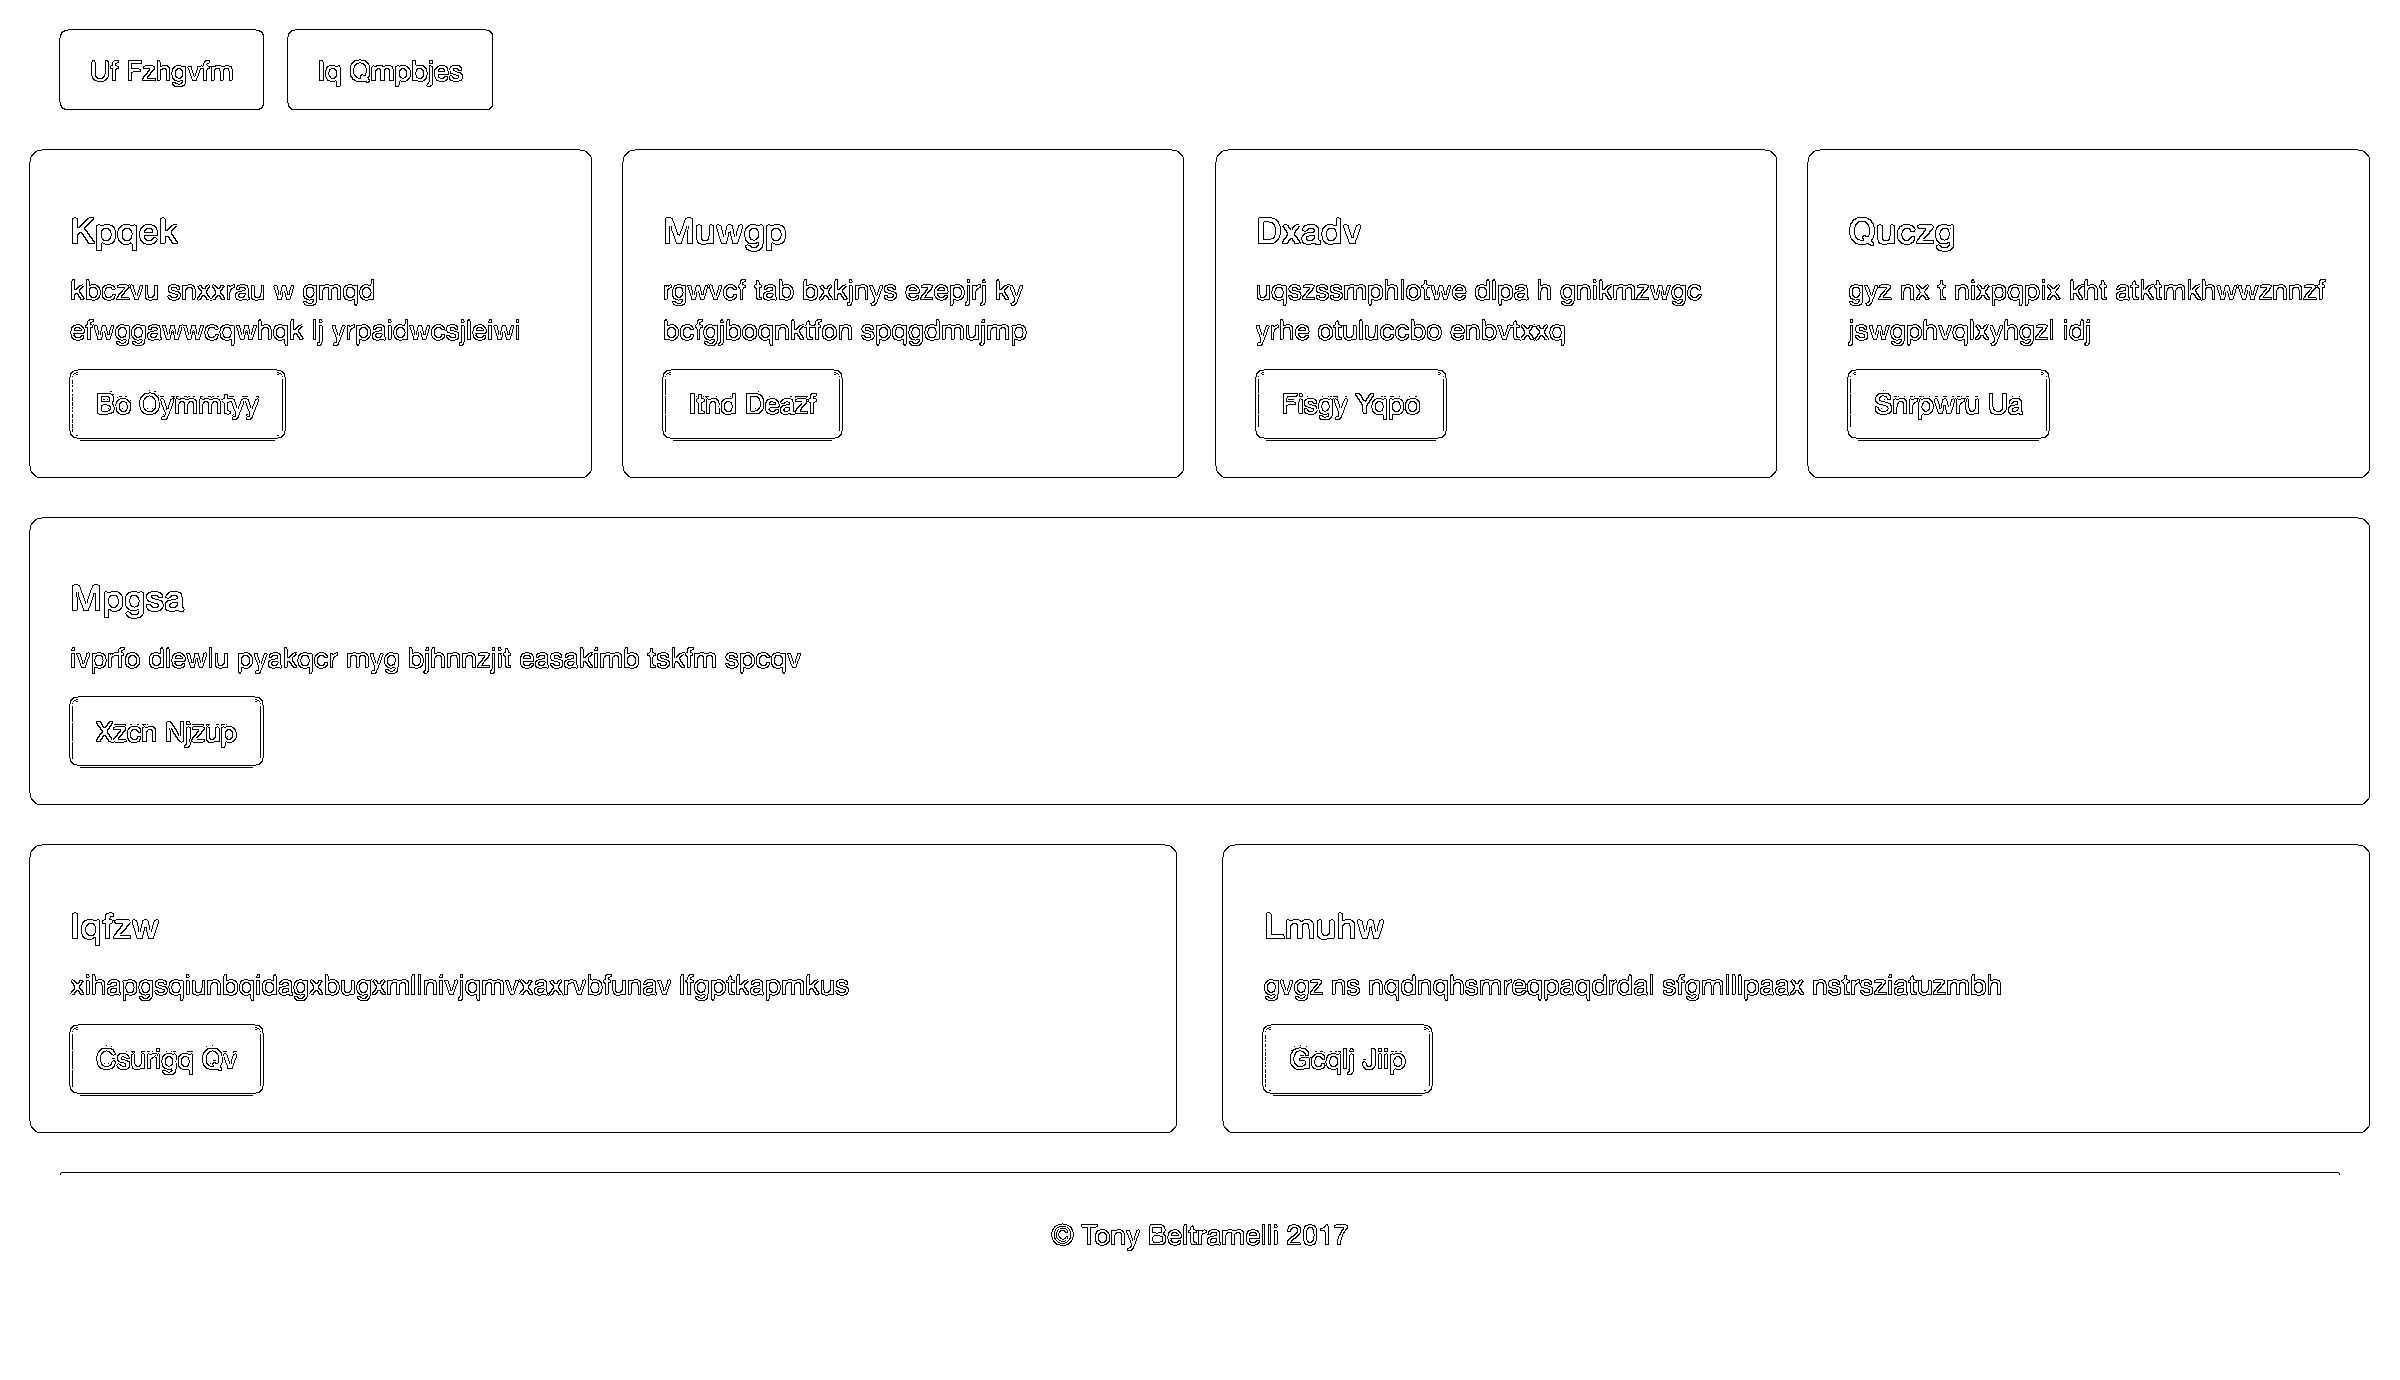 Uf Fzhgvfm
Iq Qmpbjes
Kpqek
kbczvu snxxrau w gmqd
efwggawwcqwhqk lj yrpaidwcsjleiwi
Bo Oymmtyy
Muwgp
rgwvcf tab bxkjnys ezepjrj ky
bcfgjboqnktfon spqgdmujmp
Itnd Deazf
Dxadv
uqszssmphlotwe dlpa h gnikmzwgc
yrhe otuluccbo enbvtxxq
Fisgy Yqpo
Quczg
gyz nx t nixpqpix kht atktmkhwwznnzf
jswgphvqlxyhgzl idj
Snrpwru Ua
Mpgsa
ivprfo dlewlu pyakqcr myg bjhnnzjit easakimb tskfm spcqv
Xzcn Njzup
Iqfzw
xihapgsqiunbqidagxbugxmllnivjqmvxaxrvbfunav lfgptkapmkus
Csurigq Qv
Lmuhw
gvgz ns nqdnqhsmreqpaqdrdal sfgmlllpaax nstrsziatuzmbh
Gcqlj Jiip
© Tony Beltramelli 2017